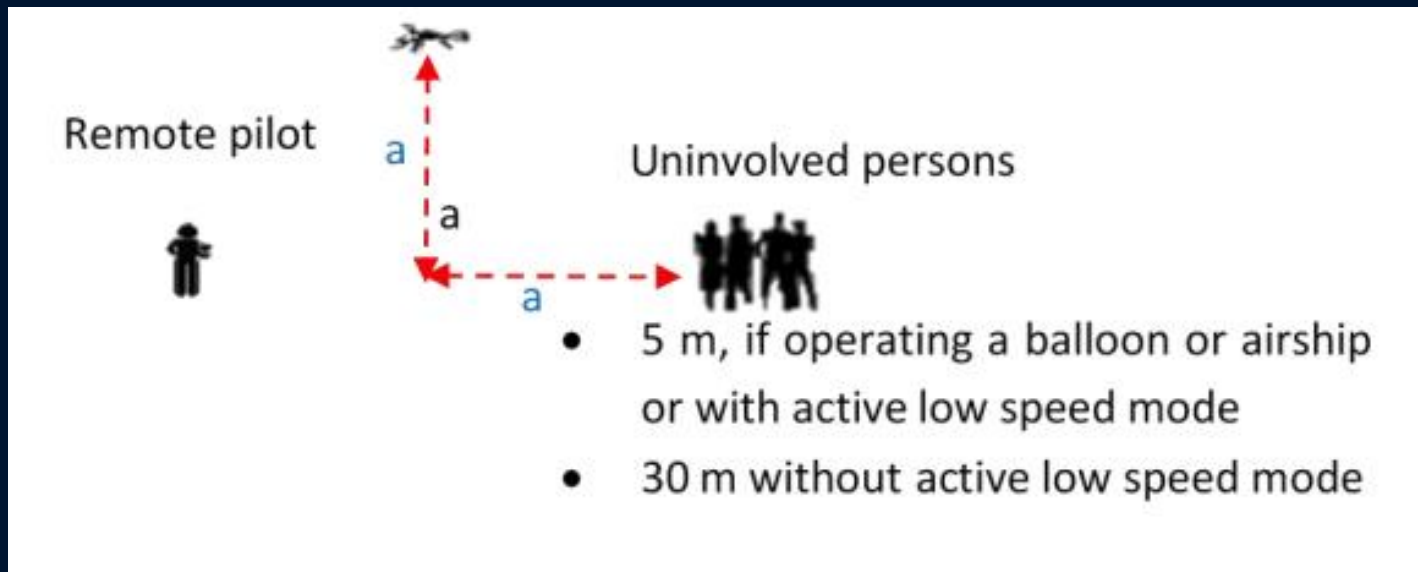 Remote pilot
a
Uninvolved persons
a
a
• 5 m, if operating a balloon or airship
or with active low speed mode
• 30 m without active low speed mode